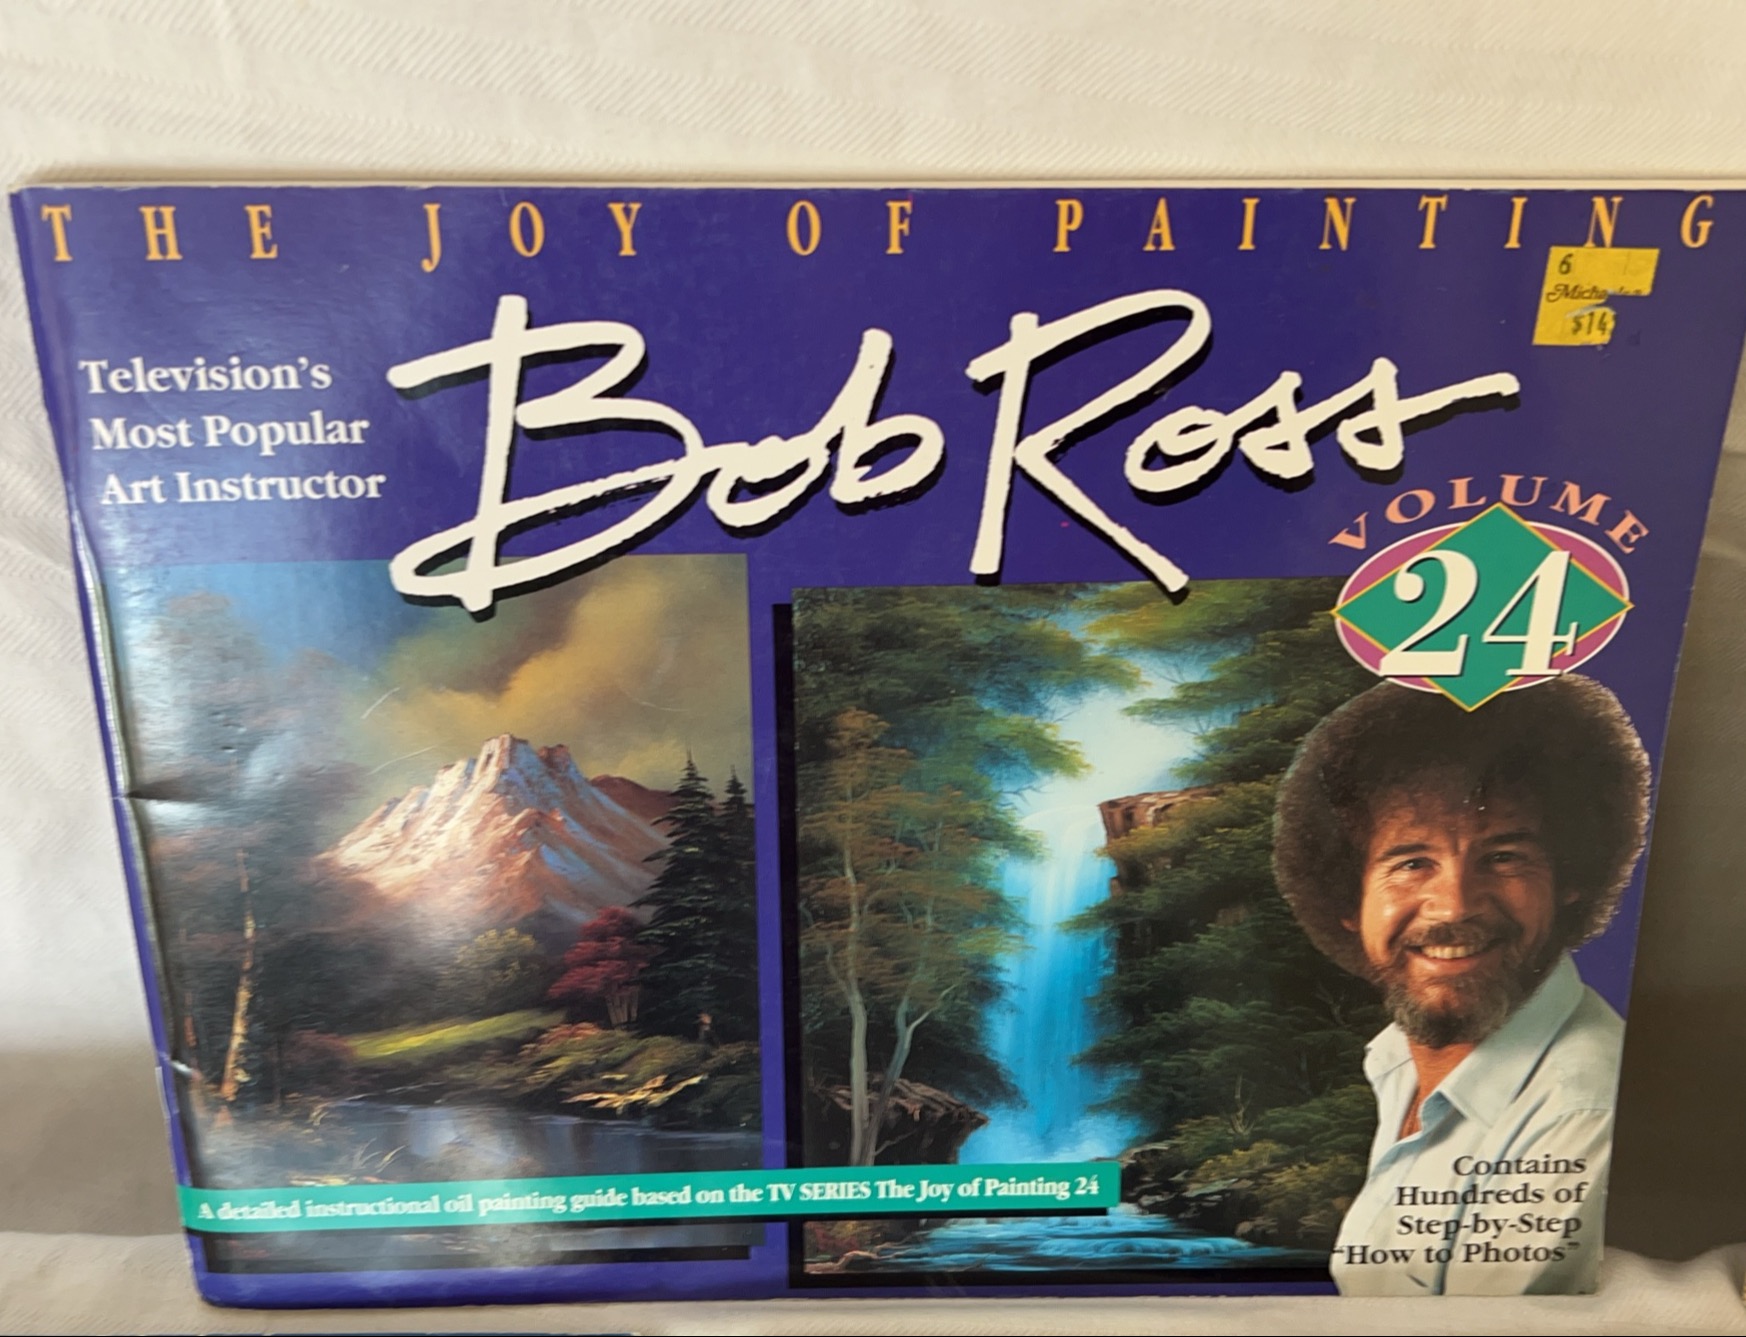 THE JOY OF PAINTING
6
$14
Television's
Most Popular
Art Instructor
Bob Ross
VOLUME
24
A detailed instructional oil painting guide based on the TV SERIES The Joy of Painting 24
Contains
Hundreds of
Step-by-Step
"How to Photos"